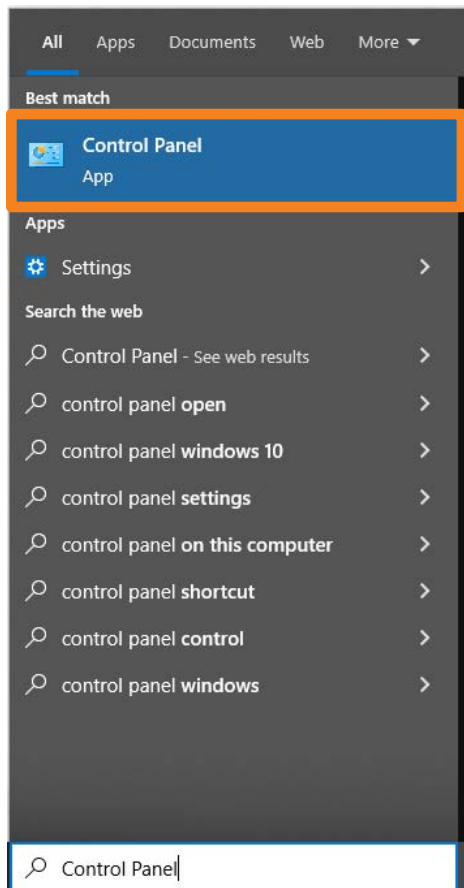 All Apps Documents Web More
Best match
Control Panel
App
Apps
Settings
Search the web
Control Panel - See web results
control panel open
control panel windows 10
control panel settings
control panel on this computer
control panel shortcut
control panel control
control panel windows
Control Panel